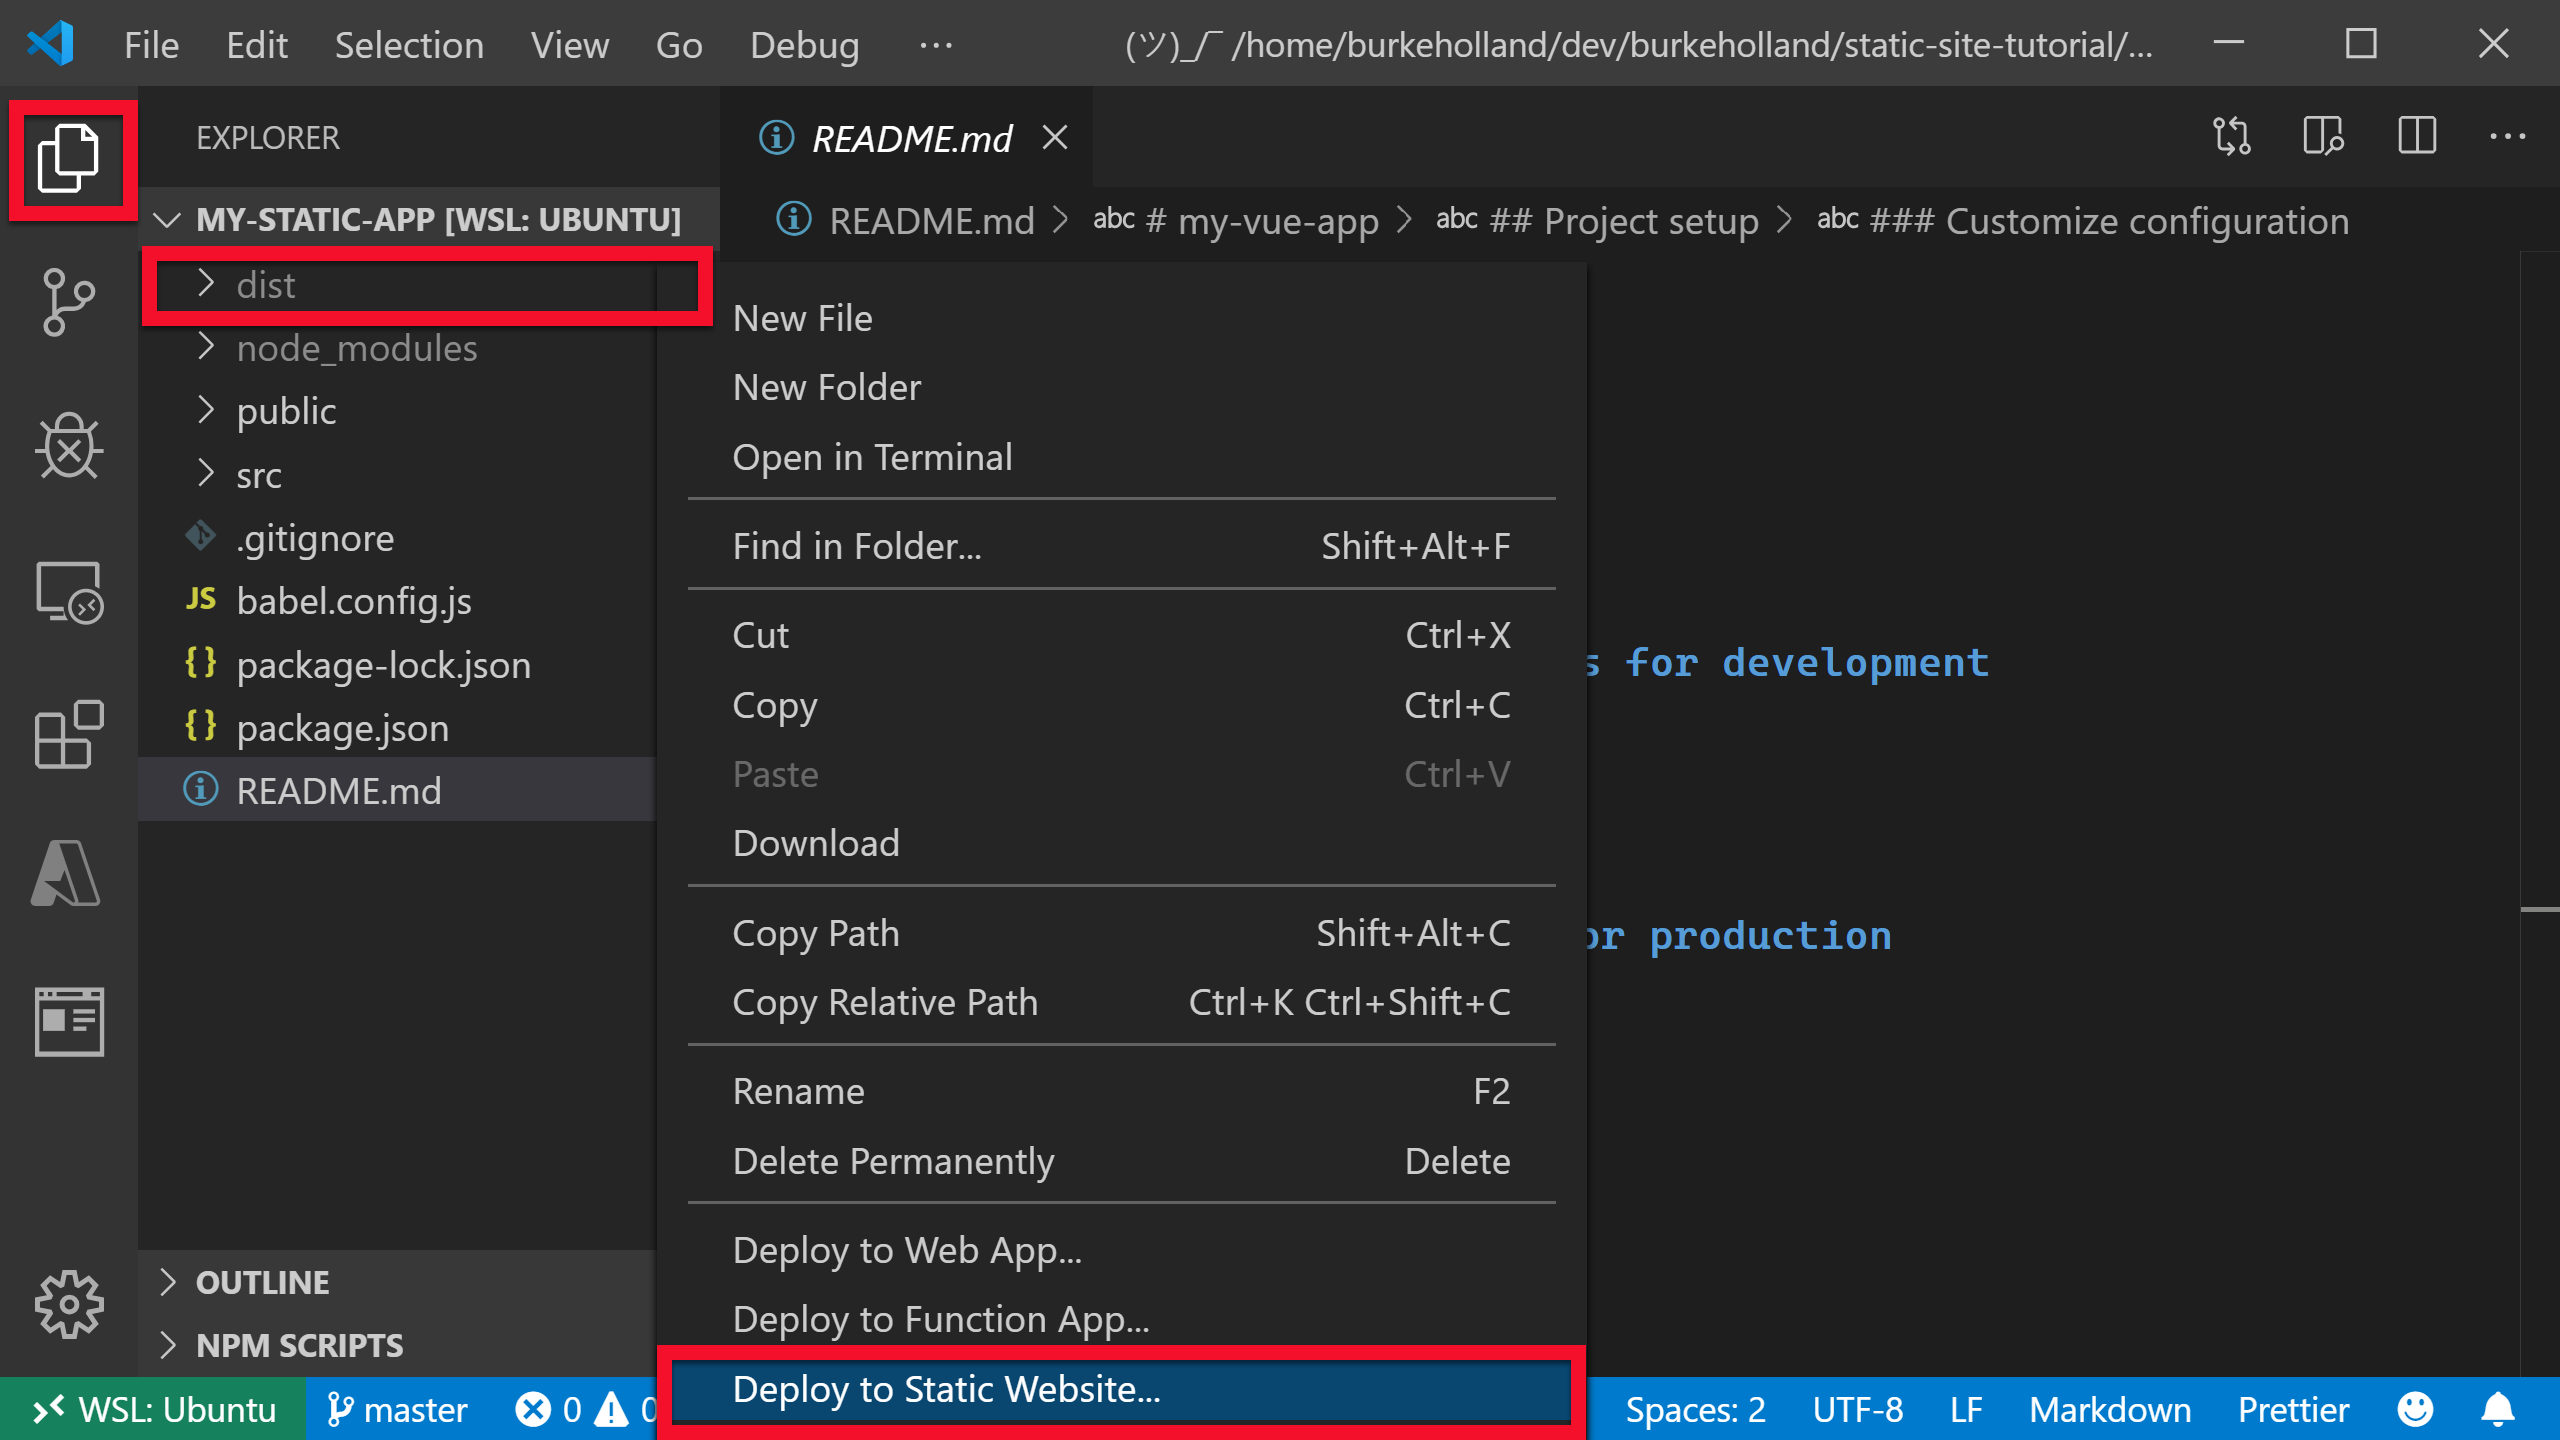 File Edit Selection View Go Debug ··· (ツ)_/¯ /home/burkeholland/dev/burkeholland/static-site-tutorial/...
EXPLORER
MY-STATIC-APP [WSL: UBUNTU]
dist
node_modules
public
src
.gitignore
JS babel.config.js
{ } package-lock.json
{ } package.json
README.md
OUTLINE
NPM SCRIPTS
README.md
README.md > abc # my-vue-app > abc ## Project setup > abc ### Customize configuration
New File
New Folder
Open in Terminal
Find in Folder... Shift+Alt+F
Cut Ctrl+X
Copy Ctrl+C
Paste Ctrl+V
Download
Copy Path Shift+Alt+C
Copy Relative Path Ctrl+K Ctrl+Shift+C
Rename F2
Delete Permanently Delete
Deploy to Web App...
Deploy to Function App...
Deploy to Static Website...
s for development
or production
WSL: Ubuntu master 0 0 Spaces: 2 UTF-8 LF Markdown Prettier